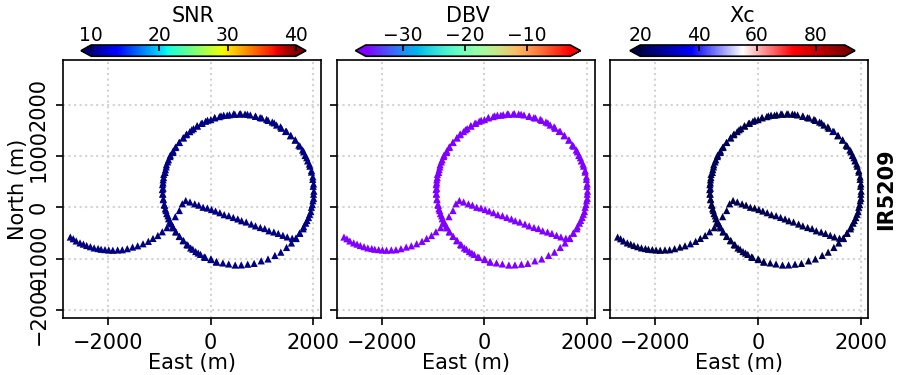 SNR DBV Xc
10 20 30 40 −30 −20 −10 20 40 60 80
North (m)
2000
1000
0
−1000
−2000
−2000 0 2000 −2000 0 2000 −2000 0 2000
East (m) East (m) East (m)
IR5209